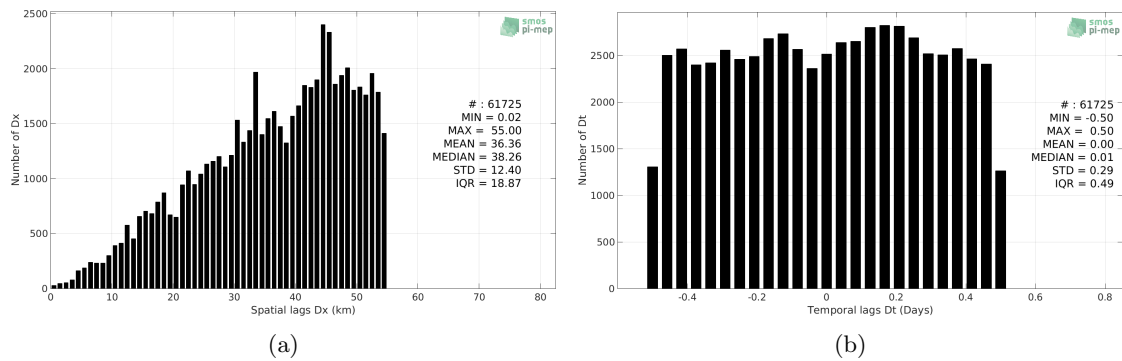 2500
2000
1500
1000
500
0
Number of Dx
0 10 20 30 40 50 60 70 80
Spatial lags Dx (km)
smos
pi-mep
# : 61725
MIN = 0.02
MAX = 55.00
MEAN = 36.36
MEDIAN = 38.26
STD = 12.40
IQR = 18.87
(a)
2500
2000
1500
1000
500
0
Number of Dt
-0.4 -0.2 0 0.2 0.4 0.6 0.8
Temporal lags Dt (Days)
smos
pi-mep
# : 61725
MIN = -0.50
MAX = 0.50
MEAN = 0.00
MEDIAN = 0.01
STD = 0.29
IQR = 0.49
(b)